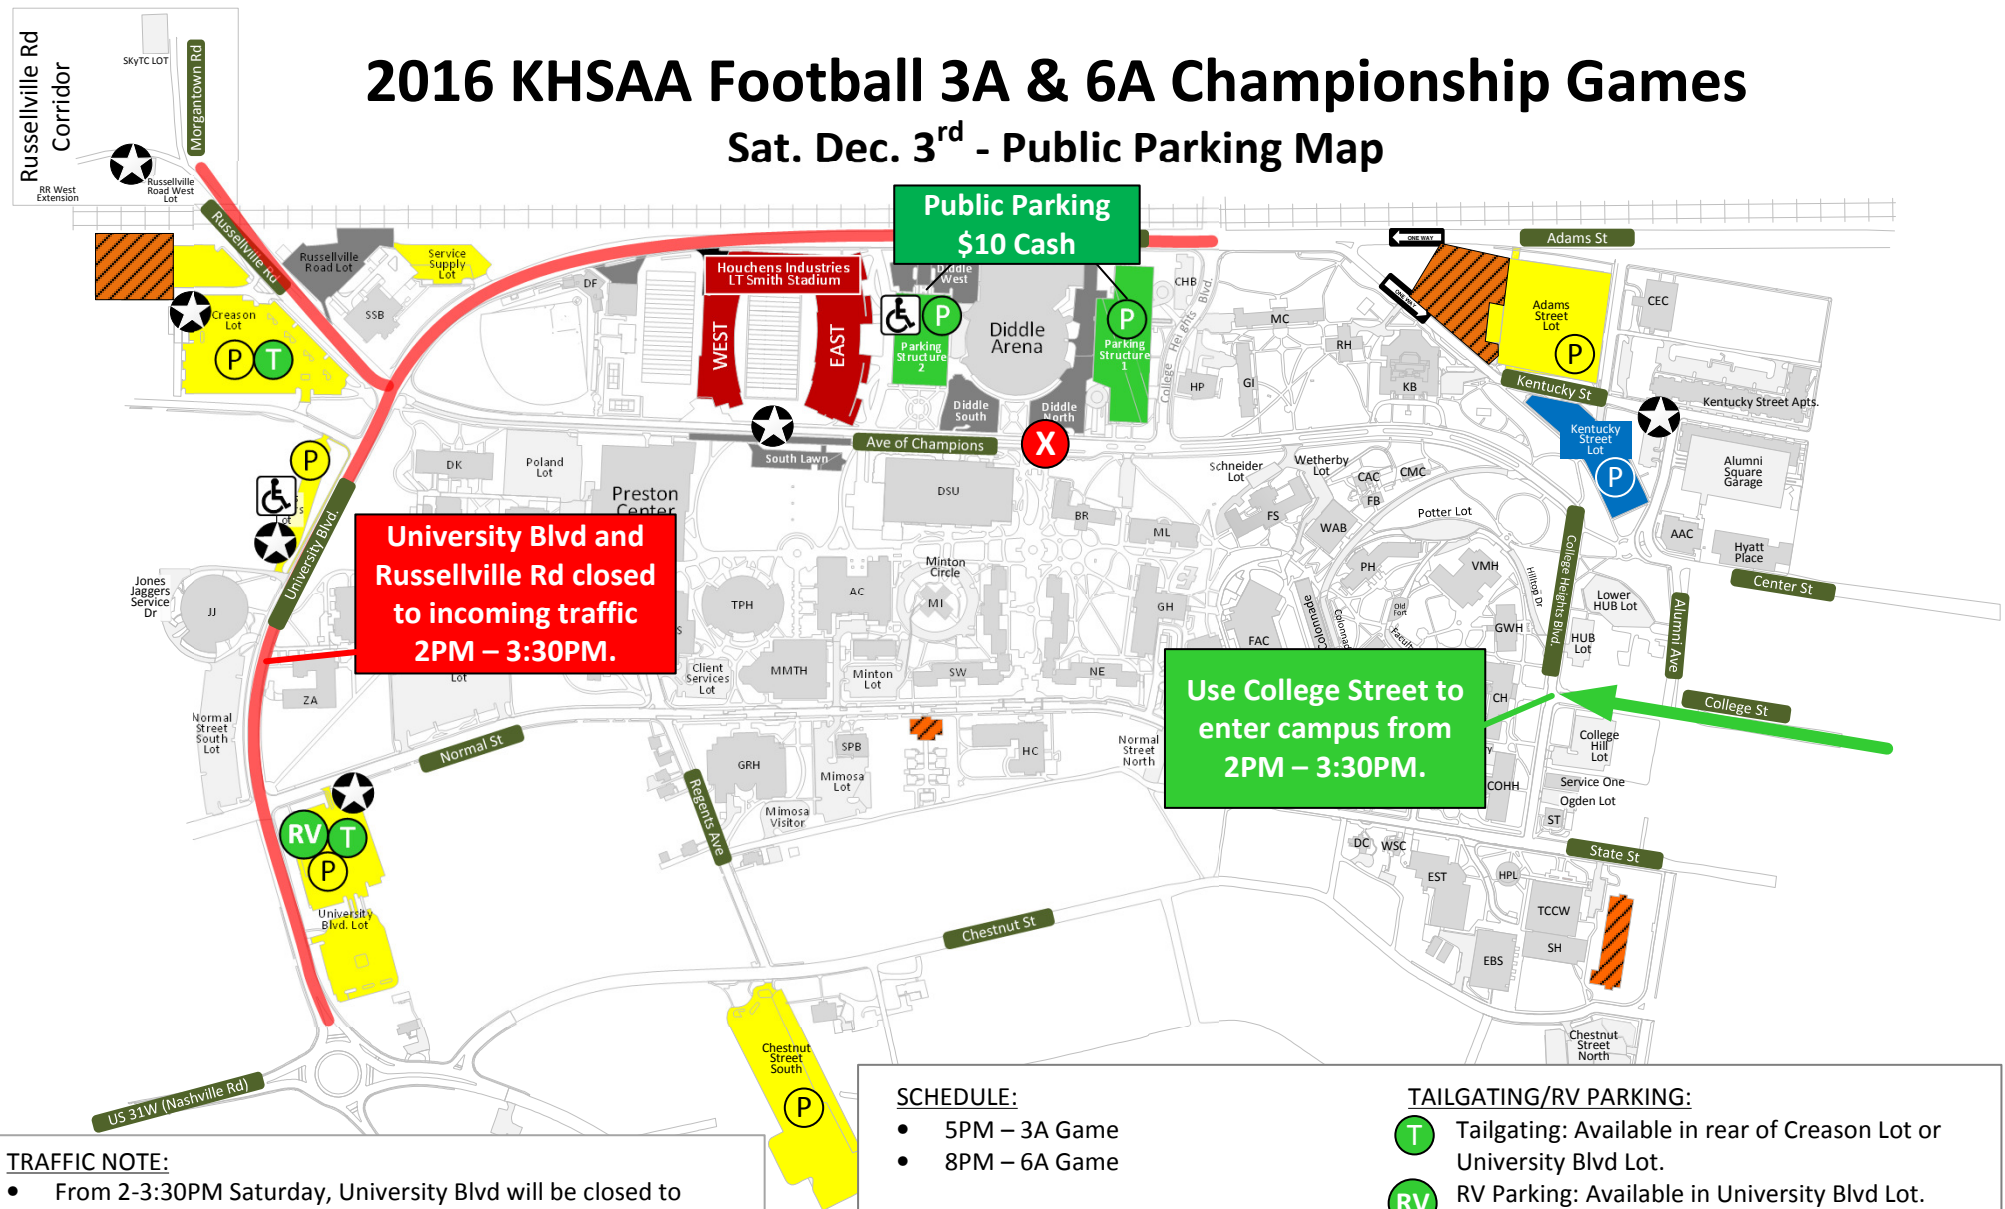 Russellville Rd
Corridor
SKyTC LOT
Morgantown Rd
RR West
Extension
Russellville
Road West
Lot
2016 KHSAA Football 3A & 6A Championship Games
Sat. Dec. 3rd - Public Parking Map
Public Parking
$10 Cash
Russellville Rd
Russellville
Road Lot
Service
Supply
Lot
SSB
DF
Creason
Lot
P
T
Houchens Industries
LT Smith Stadium
WEST
EAST
Diddle
West
P
Parking
Structure
2
Diddle
Arena
P
Parking
Structure
1
Diddle
South
Diddle
North
CHB
College Heights Blvd.
HP
GI
MC
RH
KB
ONE WAY
ONE WAY
Adams St
Adams
Street
Lot
P
CEC
Kentucky St
Kentucky Street Apts.
Kentucky
Street
Lot
P
Alumni
Square
Garage
AAC
Hyatt
Place
Center St
Ave of Champions
X
South Lawn
DK
Poland
Lot
Preston
Center
DSU
BR
ML
Schneider
Lot
Wetherby
Lot
CAC
CMC
FB
FS
WAB
Potter Lot
PH
VMH
Hilltop Dr
College Heights Blvd.
Old
Fort
Lower
HUB Lot
HUB
Lot
Alumni Ave
GWH
P
Lot
University Blvd.
University Blvd and
Russellville Rd closed
to incoming traffic
2PM – 3:30PM.
Jones
Jaggers
Service
Dr
JJ
TPH
AC
Minton
Circle
MI
GH
FAC
Colonnade
Use College Street to
enter campus from
2PM – 3:30PM.
CH
College St
College
Hill
Lot
COHH
Service One
Ogden Lot
ST
ZA
Lot
Client
Services
Lot
MMTH
Minton
Lot
SW
NE
Normal
Street
South
Lot
Normal St
GRH
SPB
Mimosa
Lot
Mimosa
Visitor
HC
Normal
Street
North
Regents Ave
RV
T
P
University
Blvd. Lot
State St
DC
WSC
EST
HPL
TCCW
SH
EBS
Chestnut
Street
North
Chestnut St
Chestnut
Street
South
P
US 31W (Nashville Rd)
TRAFFIC NOTE:
• From 2-3:30PM Saturday, University Blvd will be closed to
SCHEDULE:
• 5PM – 3A Game
• 8PM – 6A Game
TAILGATING/RV PARKING:
T Tailgating: Available in rear of Creason Lot or
University Blvd Lot.
RV RV Parking: Available in University Blvd Lot.